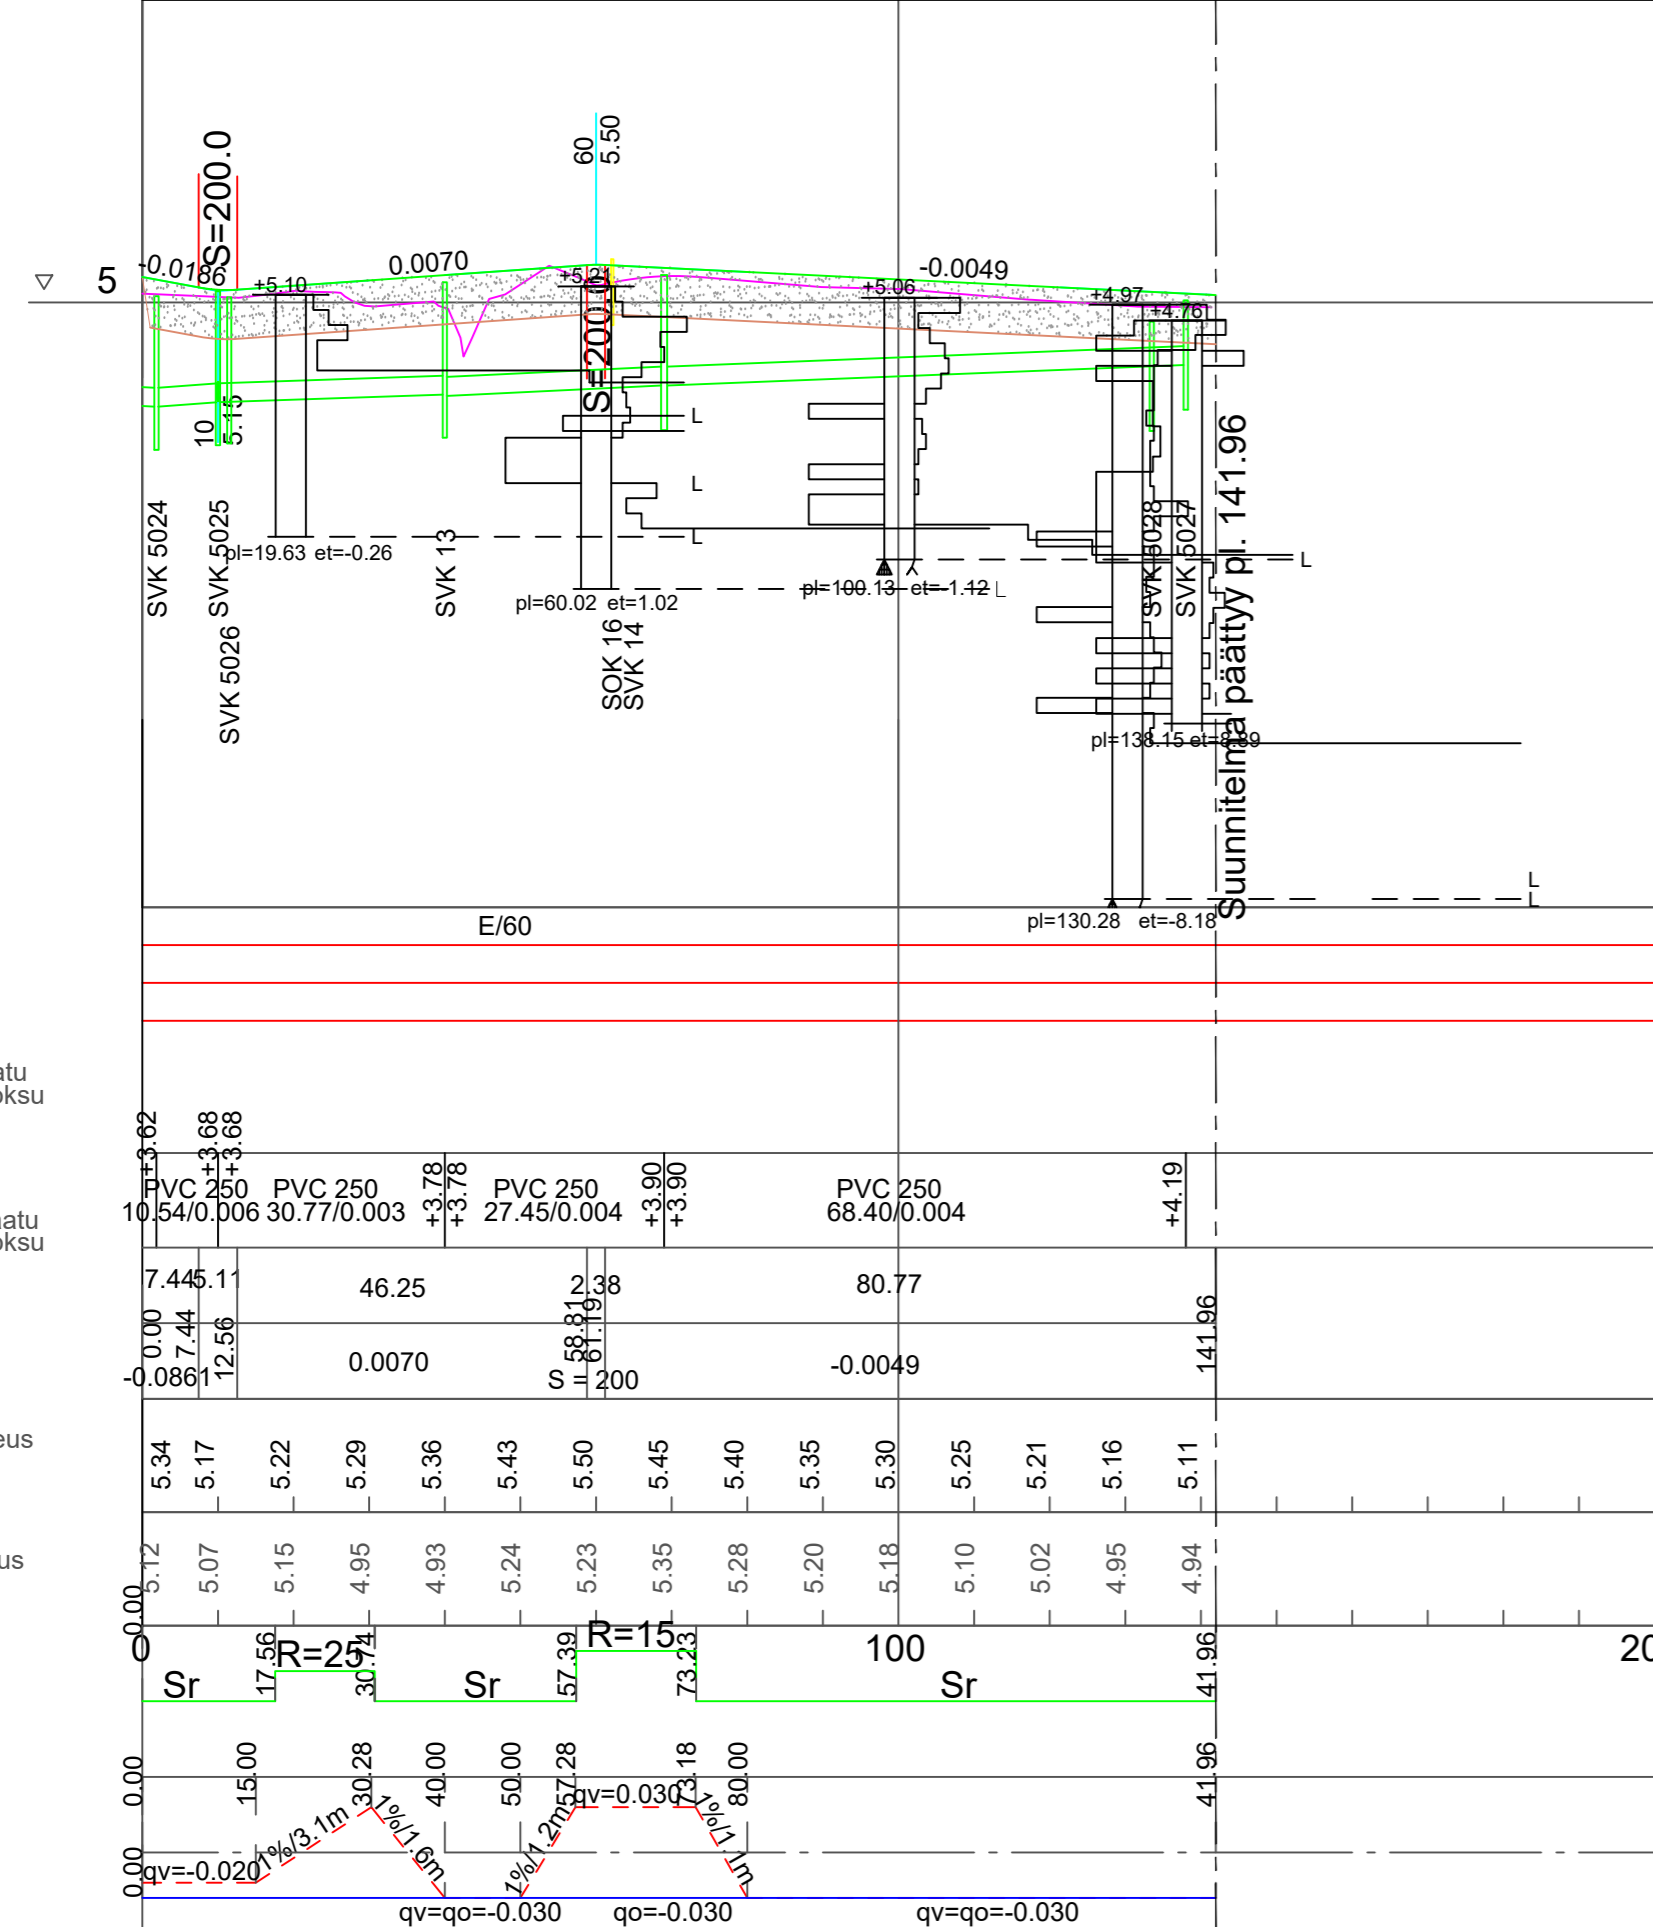 60
5.50
S=200.0
5
-0.0186
0.0070
-0.0049
+5.10
+5.06
+4.97
+4.76
S=200.0
10
5.15
L
L
L
L
L
SVK 5024
SVK 5025
SVK 5026
SVK 13
SOK 16
SVK 14
SVK 5028
SVK 5027
pl=19.63 et=-0.26
pl=60.02 et=1.02
pl=100.13 et=-1.12
pl=138.15 et=8.89
pl=130.28 et=-8.18
Suunnitelma päättyy pl. 141.96
L
L
E/60
atu
oksu
+3.62
+3.68
+3.68
+3.78
+3.78
+3.90
+3.90
+4.19
PVC 250 PVC 250 PVC 250 PVC 250
10.54/0.006 30.77/0.003 27.45/0.004 68.40/0.004
atu
oksu
7.44 5.11 46.25 2.38 80.77
0.00 7.44 12.56 58.81 61.19 141.96
-0.0861 0.0070 S = 200 -0.0049
eus
5.34 5.17 5.22 5.29 5.36 5.43 5.50 5.45 5.40 5.35 5.30 5.25 5.21 5.16 5.11
us
5.12 5.07 5.15 4.95 4.93 5.24 5.23 5.35 5.28 5.20 5.18 5.10 5.02 4.95 4.94
0.00
0 100 20
Sr 17.56 R=25 30.74 Sr 57.39 R=15 73.23 Sr 41.96
0.00 15.00 30.28 40.00 50.00 57.28 73.18 80.00 41.96
0.00
qv=-0.020
1%/3.1m
1%/1.6m
1%/1.2m
qv=0.030
1%/1.1m
qv=qo=-0.030 qo=-0.030 qv=qo=-0.030